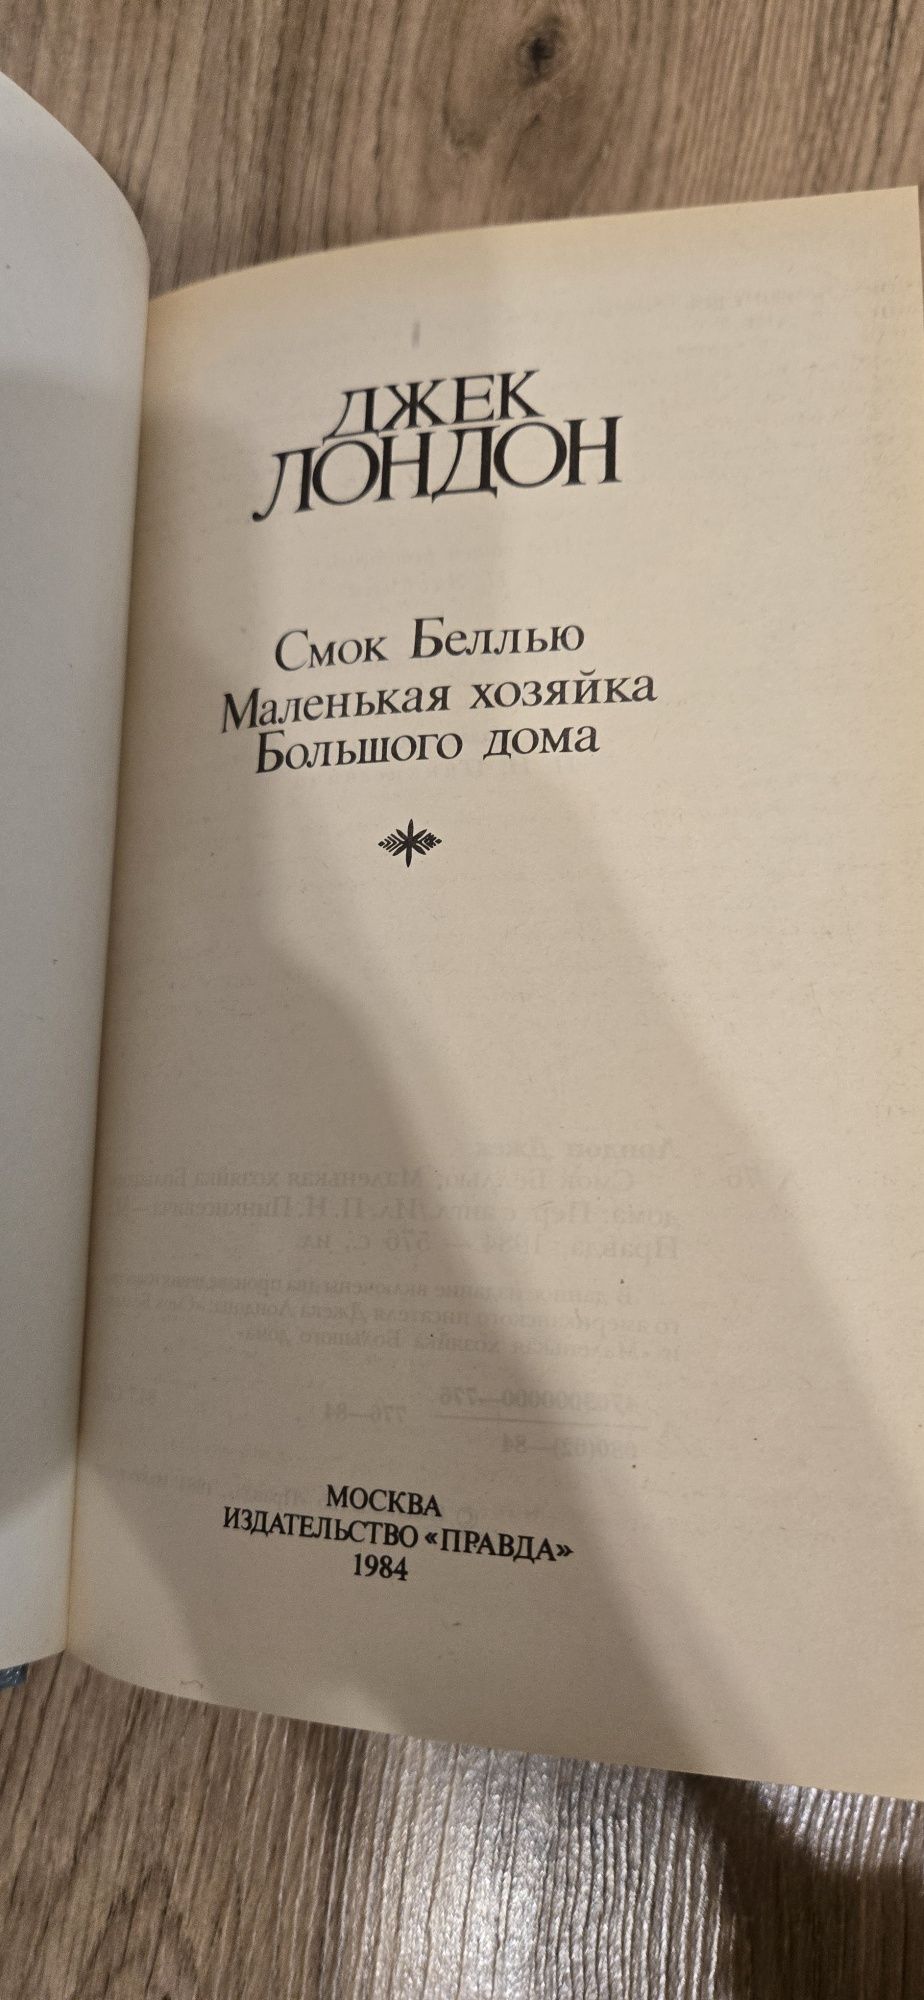 ДЖЕК
ЛОНДОН
Смок Беллью
Маленькая хозяйка
Большого дома
МОСКВА
ИЗДАТЕЛЬСТВО «ПРАВДА»
1984